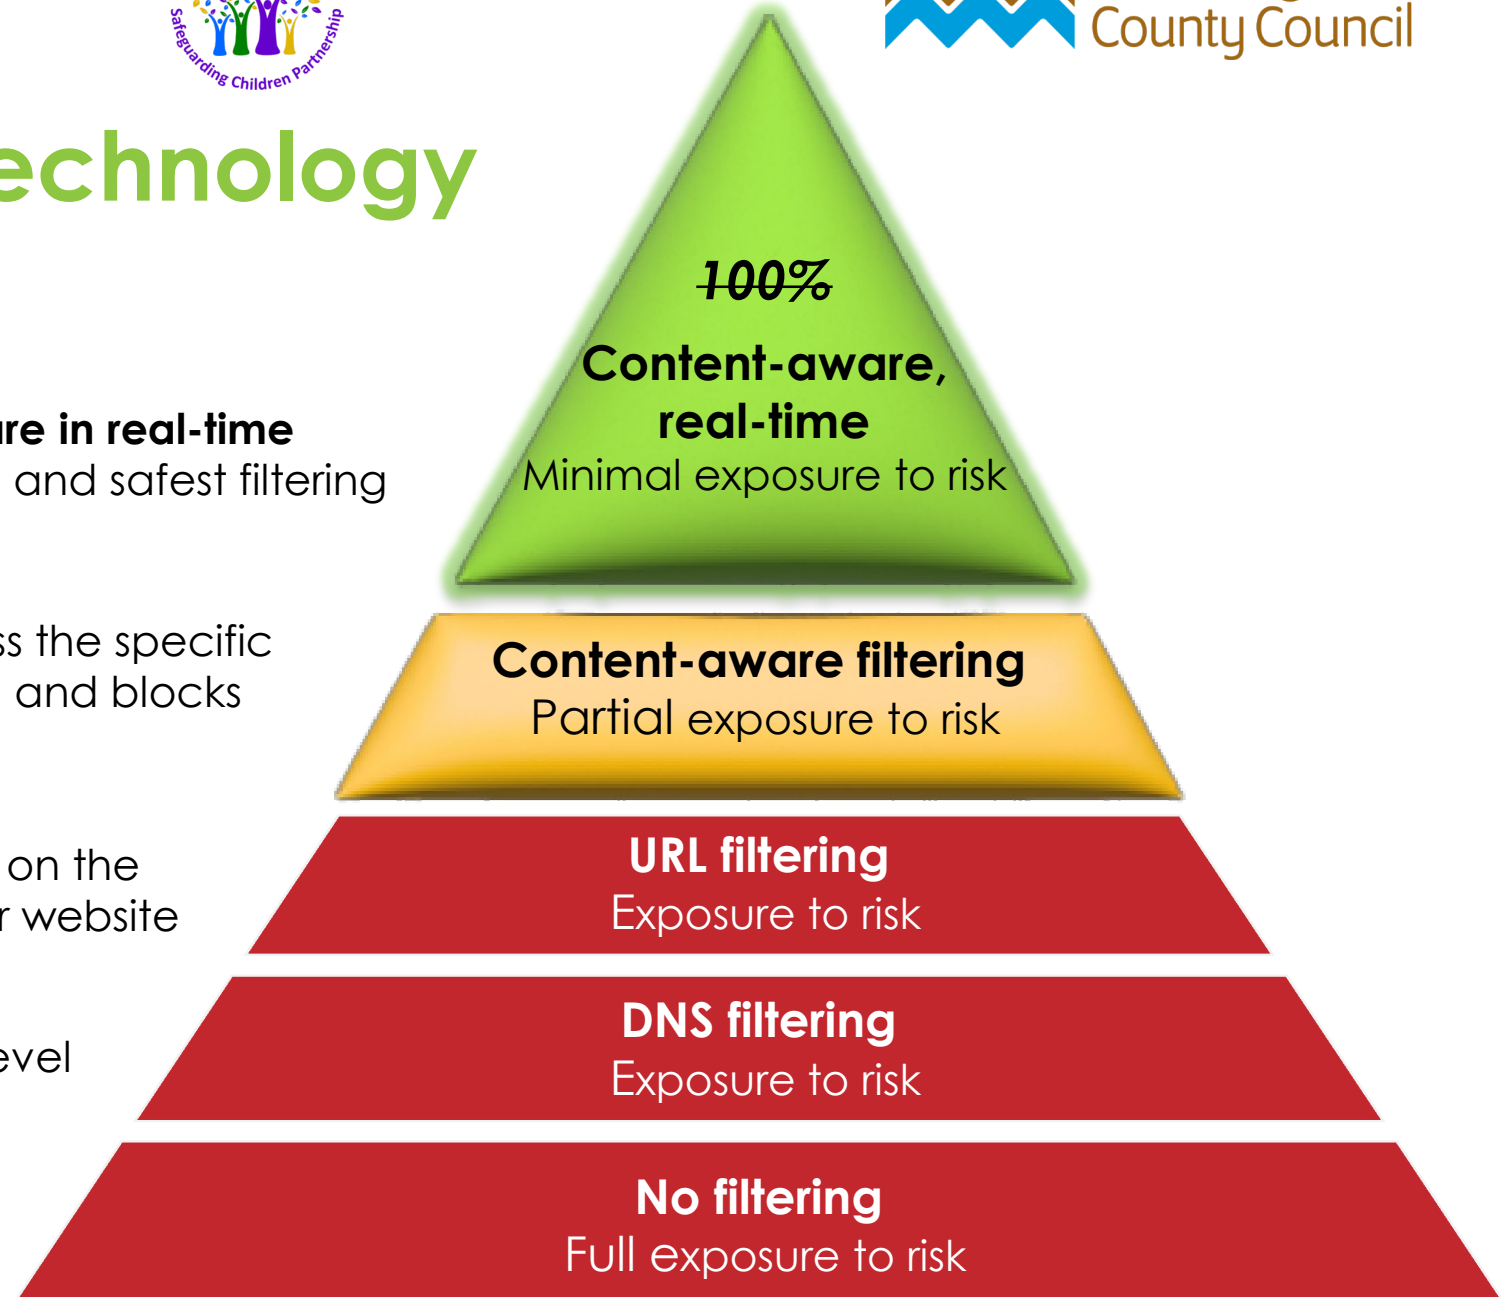 Safeguarding Children Partnership
County Council
echnology
100%
Content-aware,
real-time
Minimal exposure to risk
re in real-time
and safest filtering
Content-aware filtering
Partial exposure to risk
ss the specific
and blocks
URL filtering
Exposure to risk
on the
r website
DNS filtering
Exposure to risk
evel
No filtering
Full exposure to risk